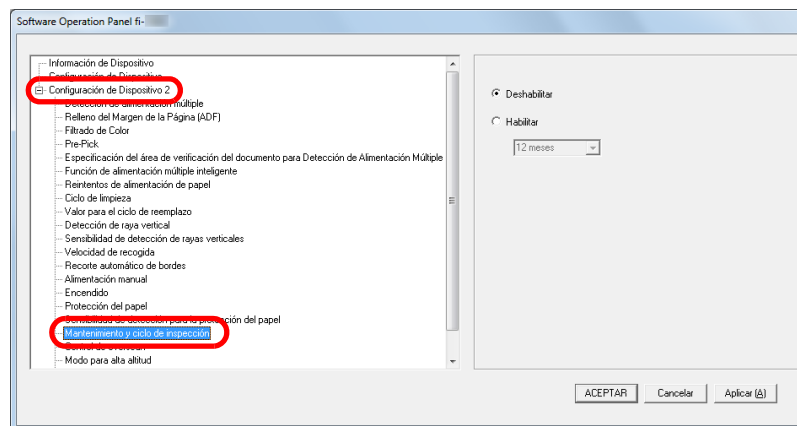 Software Operation Panel fi-
Información de Dispositivo
Configuración de Dispositivo
Configuración de Dispositivo 2
Detección de alimentación múltiple
Relleno del Margen de la Página (ADF)
Filtrado de Color
Pre-Pick
Especificación del área de verificación del documento para Detección de Alimentación Múltiple
Función de alimentación múltiple inteligente
Reintentos de alimentación de papel
Ciclo de limpieza
Valor para el ciclo de reemplazo
Detección de raya vertical
Sensibilidad de detección de rayas verticales
Velocidad de recogida
Recorte automático de bordes
Alimentación manual
Encendido
Protección del papel
Sensibilidad de detección para la protección del papel
Mantenimiento y ciclo de inspección
Control de overscan
Modo para alta altitud
Deshabilitar
Habilitar
12 meses
ACEPTAR Cancelar Aplicar (A)